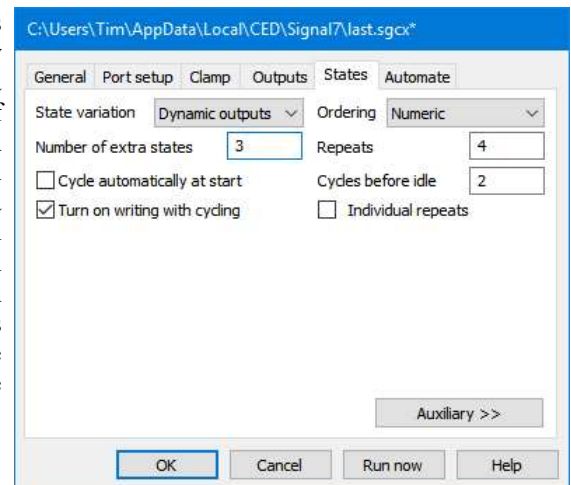 C:\Users\Tim\AppData\Local\CED\Signal7\last.sgcx*
General Port setup Clamp Outputs States Automate
State variation Dynamic outputs Ordering Numeric
Number of extra states 3 Repeats 4
Cycle automatically at start Cycles before idle 2
Turn on writing with cycling Individual repeats
Auxiliary >>
OK Cancel Run now Help